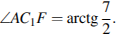 ∠AC₁F = arctg 7/2.